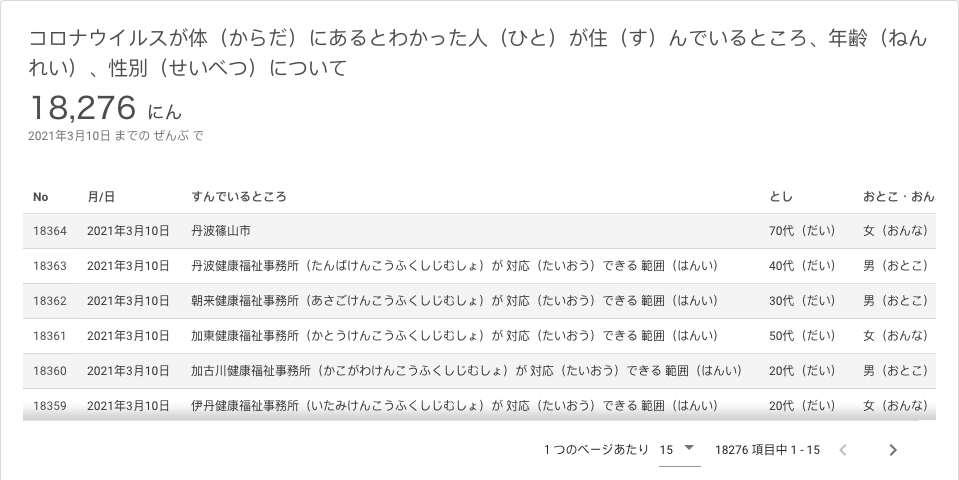 コロナウイルスが体（からだ）にあるとわかった人（ひと）が住（す）んでいるところ、年齢（ねん
れい）、性別（せいべつ）について
18,276 にん
2021年3月10日 までの ぜんぶ で
No 月/日 すんでいるところ とし おとこ・おん
18364 2021年3月10日 丹波篠山市 70代（だい） 女（おんな）
18363 2021年3月10日 丹波健康福祉事務所（たんばけんこうふくしじむしょ）が 対応（たいおう）できる 範囲（はんい） 40代（だい） 男（おとこ）
18362 2021年3月10日 朝来健康福祉事務所（あさごけんこうふくしじむしょ）が 対応（たいおう）できる 範囲（はんい） 30代（だい） 男（おとこ）
18361 2021年3月10日 加東健康福祉事務所（かとうけんこうふくしじむしょ）が 対応（たいおう）できる 範囲（はんい） 50代（だい） 女（おんな）
18360 2021年3月10日 加古川健康福祉事務所（かこがわけんこうふくしじむしょ）が 対応（たいおう）できる 範囲（はんい） 20代（だい） 男（おとこ）
18359 2021年3月10日 伊丹健康福祉事務所（いたみけんこうふくしじむしょ）が 対応（たいおう）できる 範囲（はんい） 20代（だい） 女（おんな）
1 つのページあたり 15 18276 項目中 1 - 15